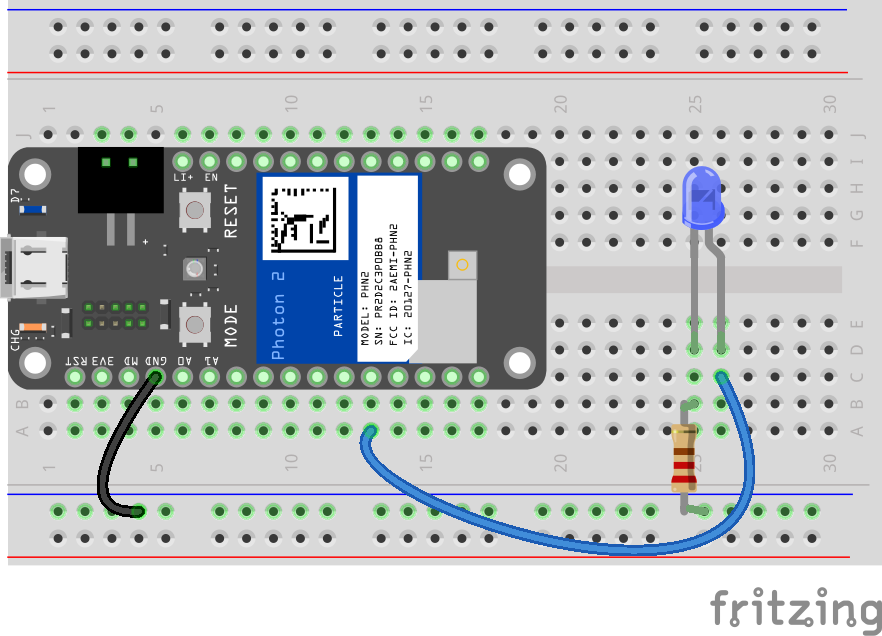 1 5 10 15 20 25 30
J J
I
H
G
F
LI+ EN
D7
RESET
+
MODE
CHG
Photon 2
PARTICLE
MODEL: PHN2
SN: PR2D2C3P0BB8
FCC ID: 2AEMI-PHN2
IC: 20127-PHN2
RST 3V3 MD GND A0 A1
E
D
C
B B
A A
1 5 10 15 20 25 30
fritzing